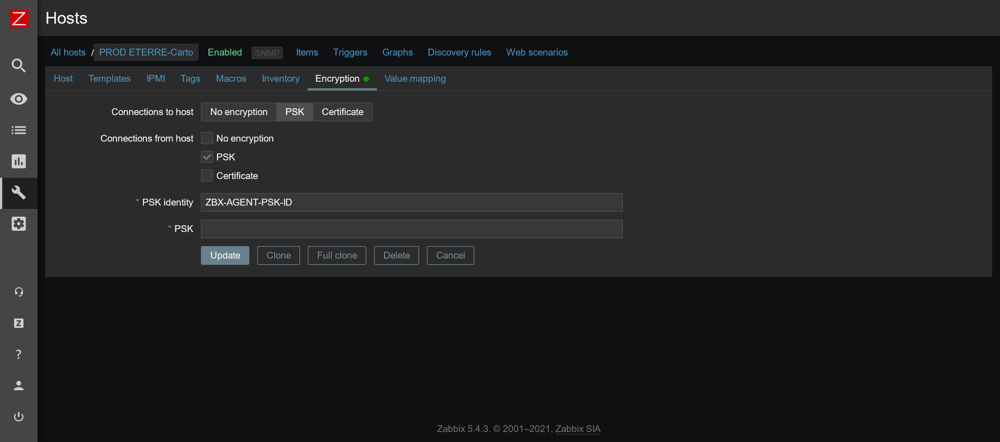 Z
Hosts
All hosts / PROD ETERRE-Carto Enabled SNMP Items Triggers Graphs Discovery rules Web scenarios
Host Templates IPMI Tags Macros Inventory Encryption Value mapping
Connections to host No encryption PSK Certificate
Connections from host No encryption
PSK
Certificate
* PSK identity ZBX-AGENT-PSK-ID
* PSK
Update Clone Full clone Delete Cancel
Z
?
Zabbix 5.4.3. © 2001–2021, Zabbix SIA